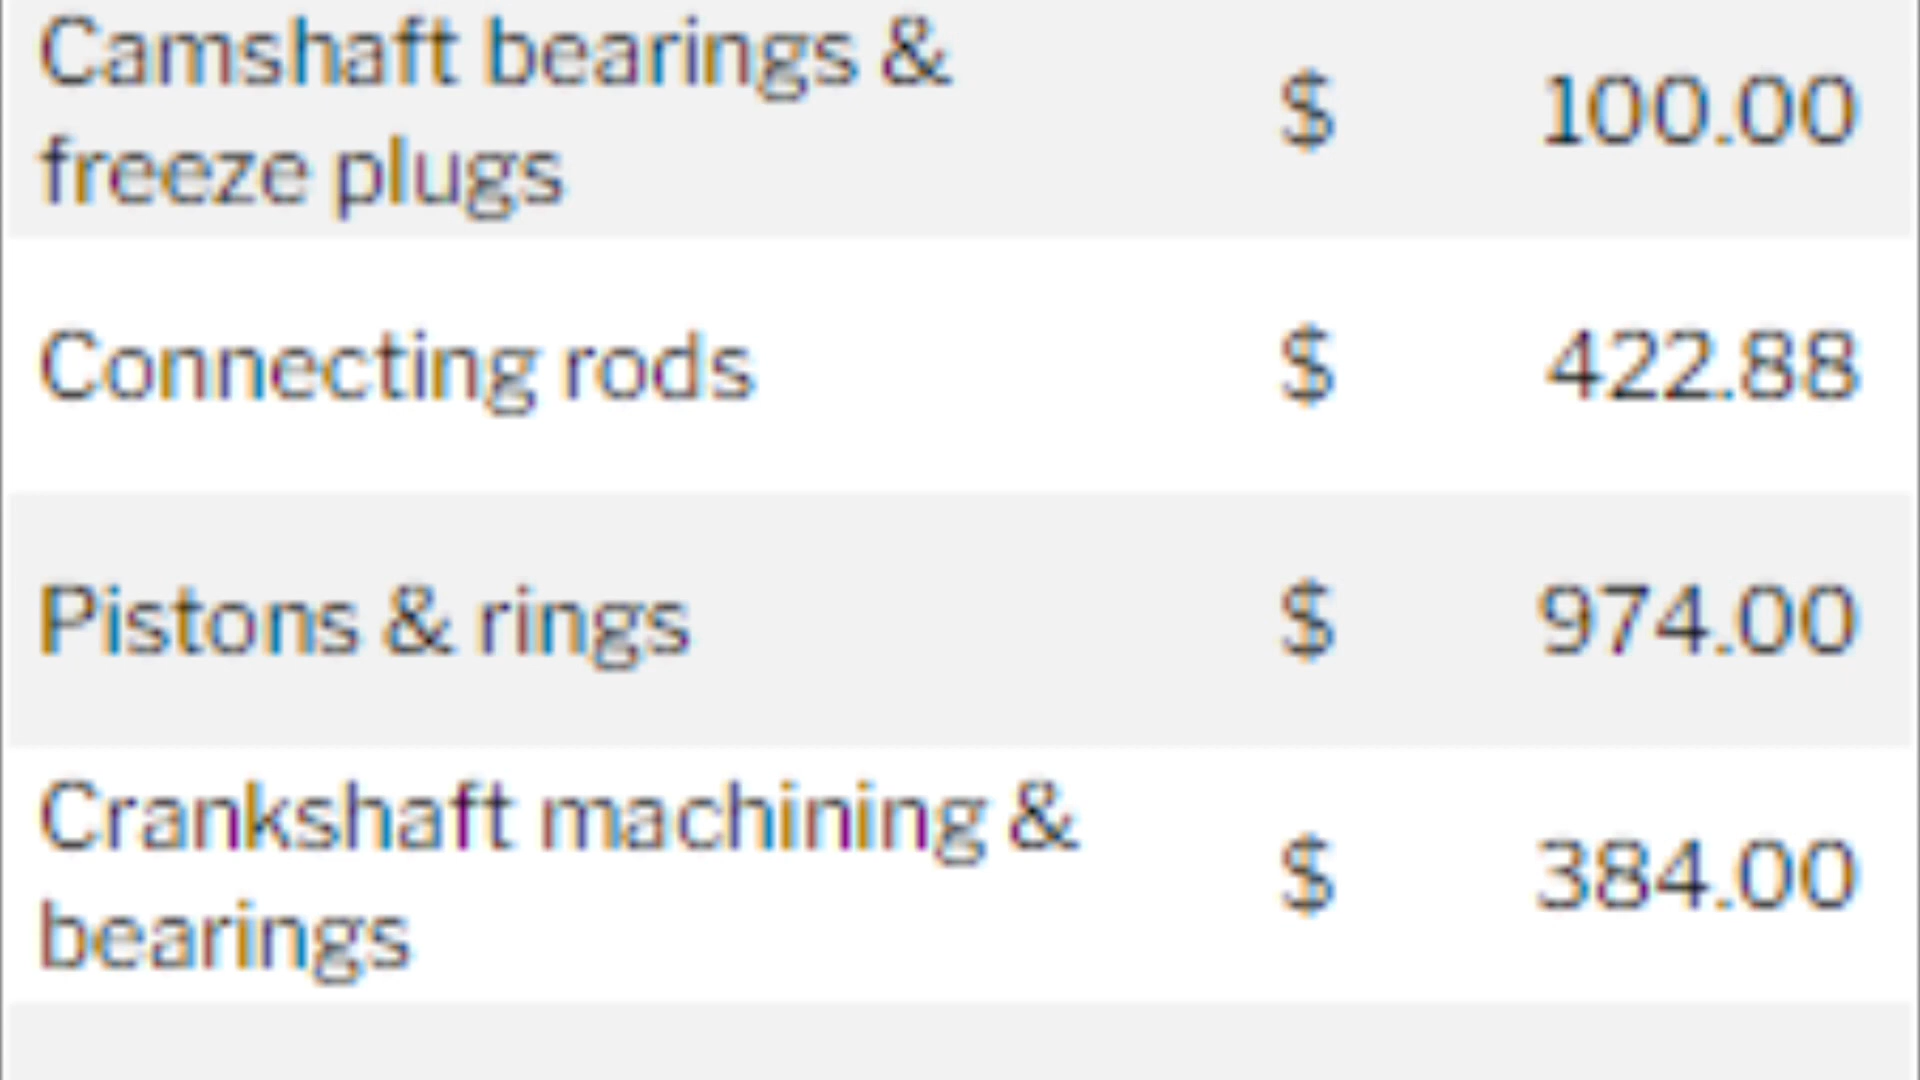 Camshaft bearings &
freeze plugs $ 100.00
Connecting rods $ 422.88
Pistons & rings $ 974.00
Crankshaft machining &
bearings $ 384.00